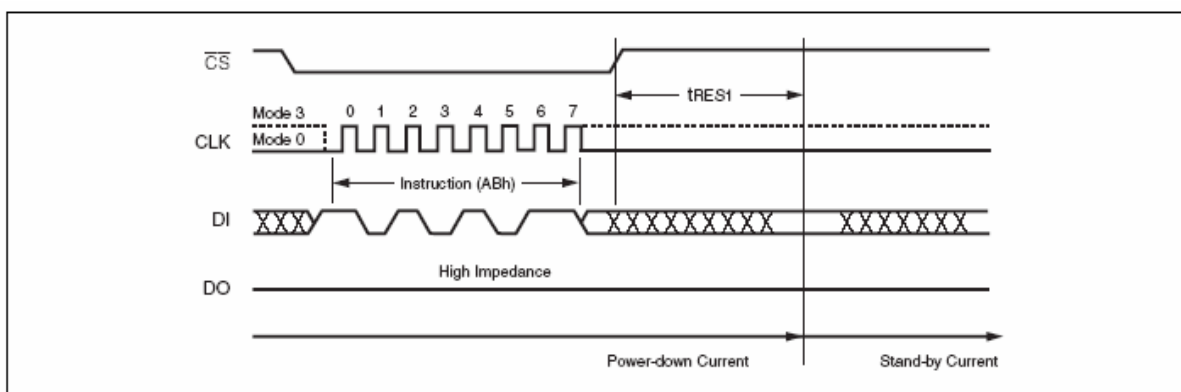 CS
tRES1
Mode 3
0 1 2 3 4 5 6 7
CLK
Mode 0
Instruction (ABh)
DI
High Impedance
DO
Power-down Current
Stand-by Current